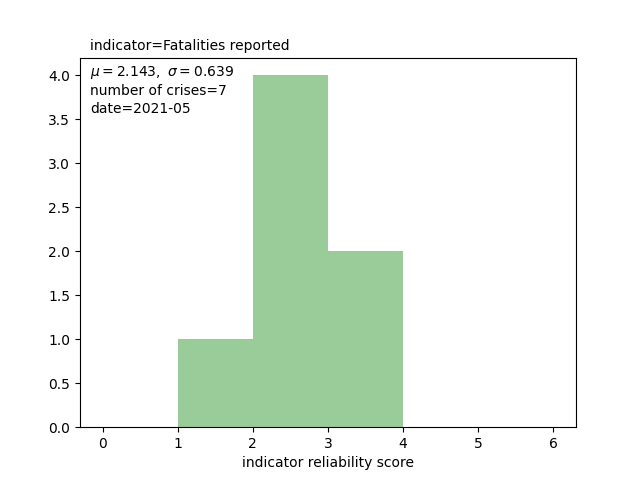 indicator=Fatalities reported
μ = 2.143, σ = 0.639
number of crises=7
date=2021-05
4.0
3.5
3.0
2.5
2.0
1.5
1.0
0.5
0.0
0 1 2 3 4 5 6
indicator reliability score